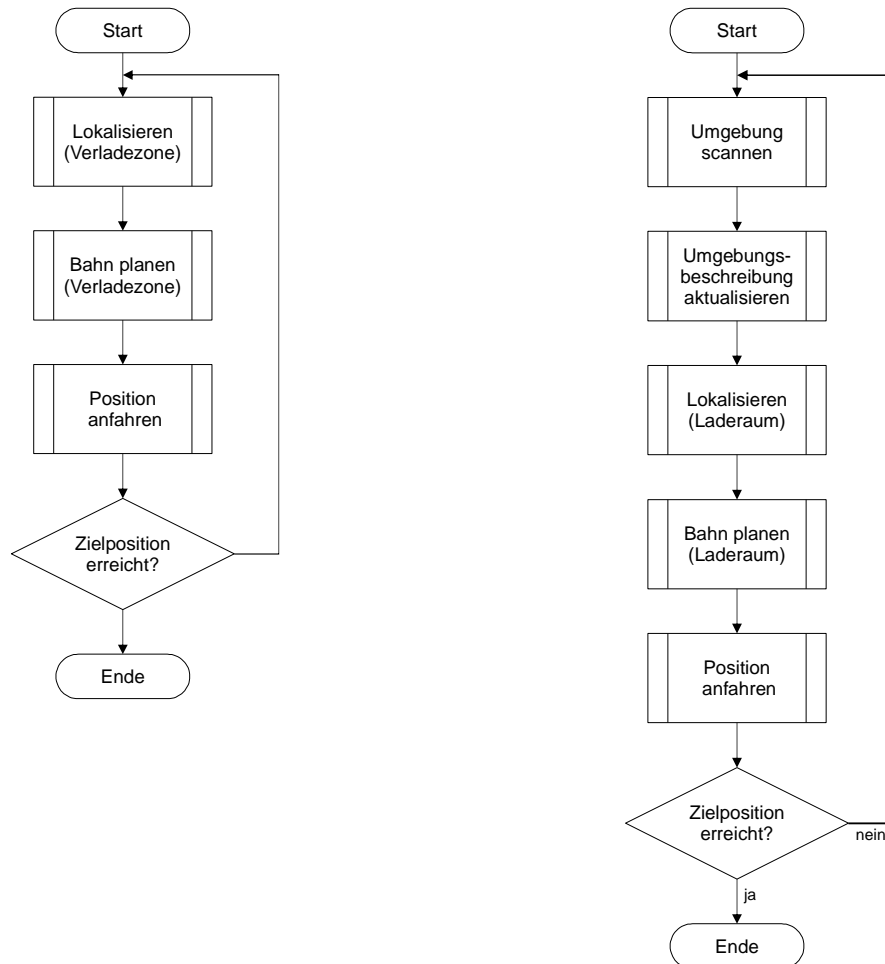 Start
Lokalisieren
(Verladezone)
Bahn planen
(Verladezone)
Position
anfahren
Zielposition
erreicht?
Ende
Start
Umgebung
scannen
Umgebungs-
beschreibung
aktualisieren
Lokalisieren
(Laderaum)
Bahn planen
(Laderaum)
Position
anfahren
Zielposition
erreicht?
nein
ja
Ende